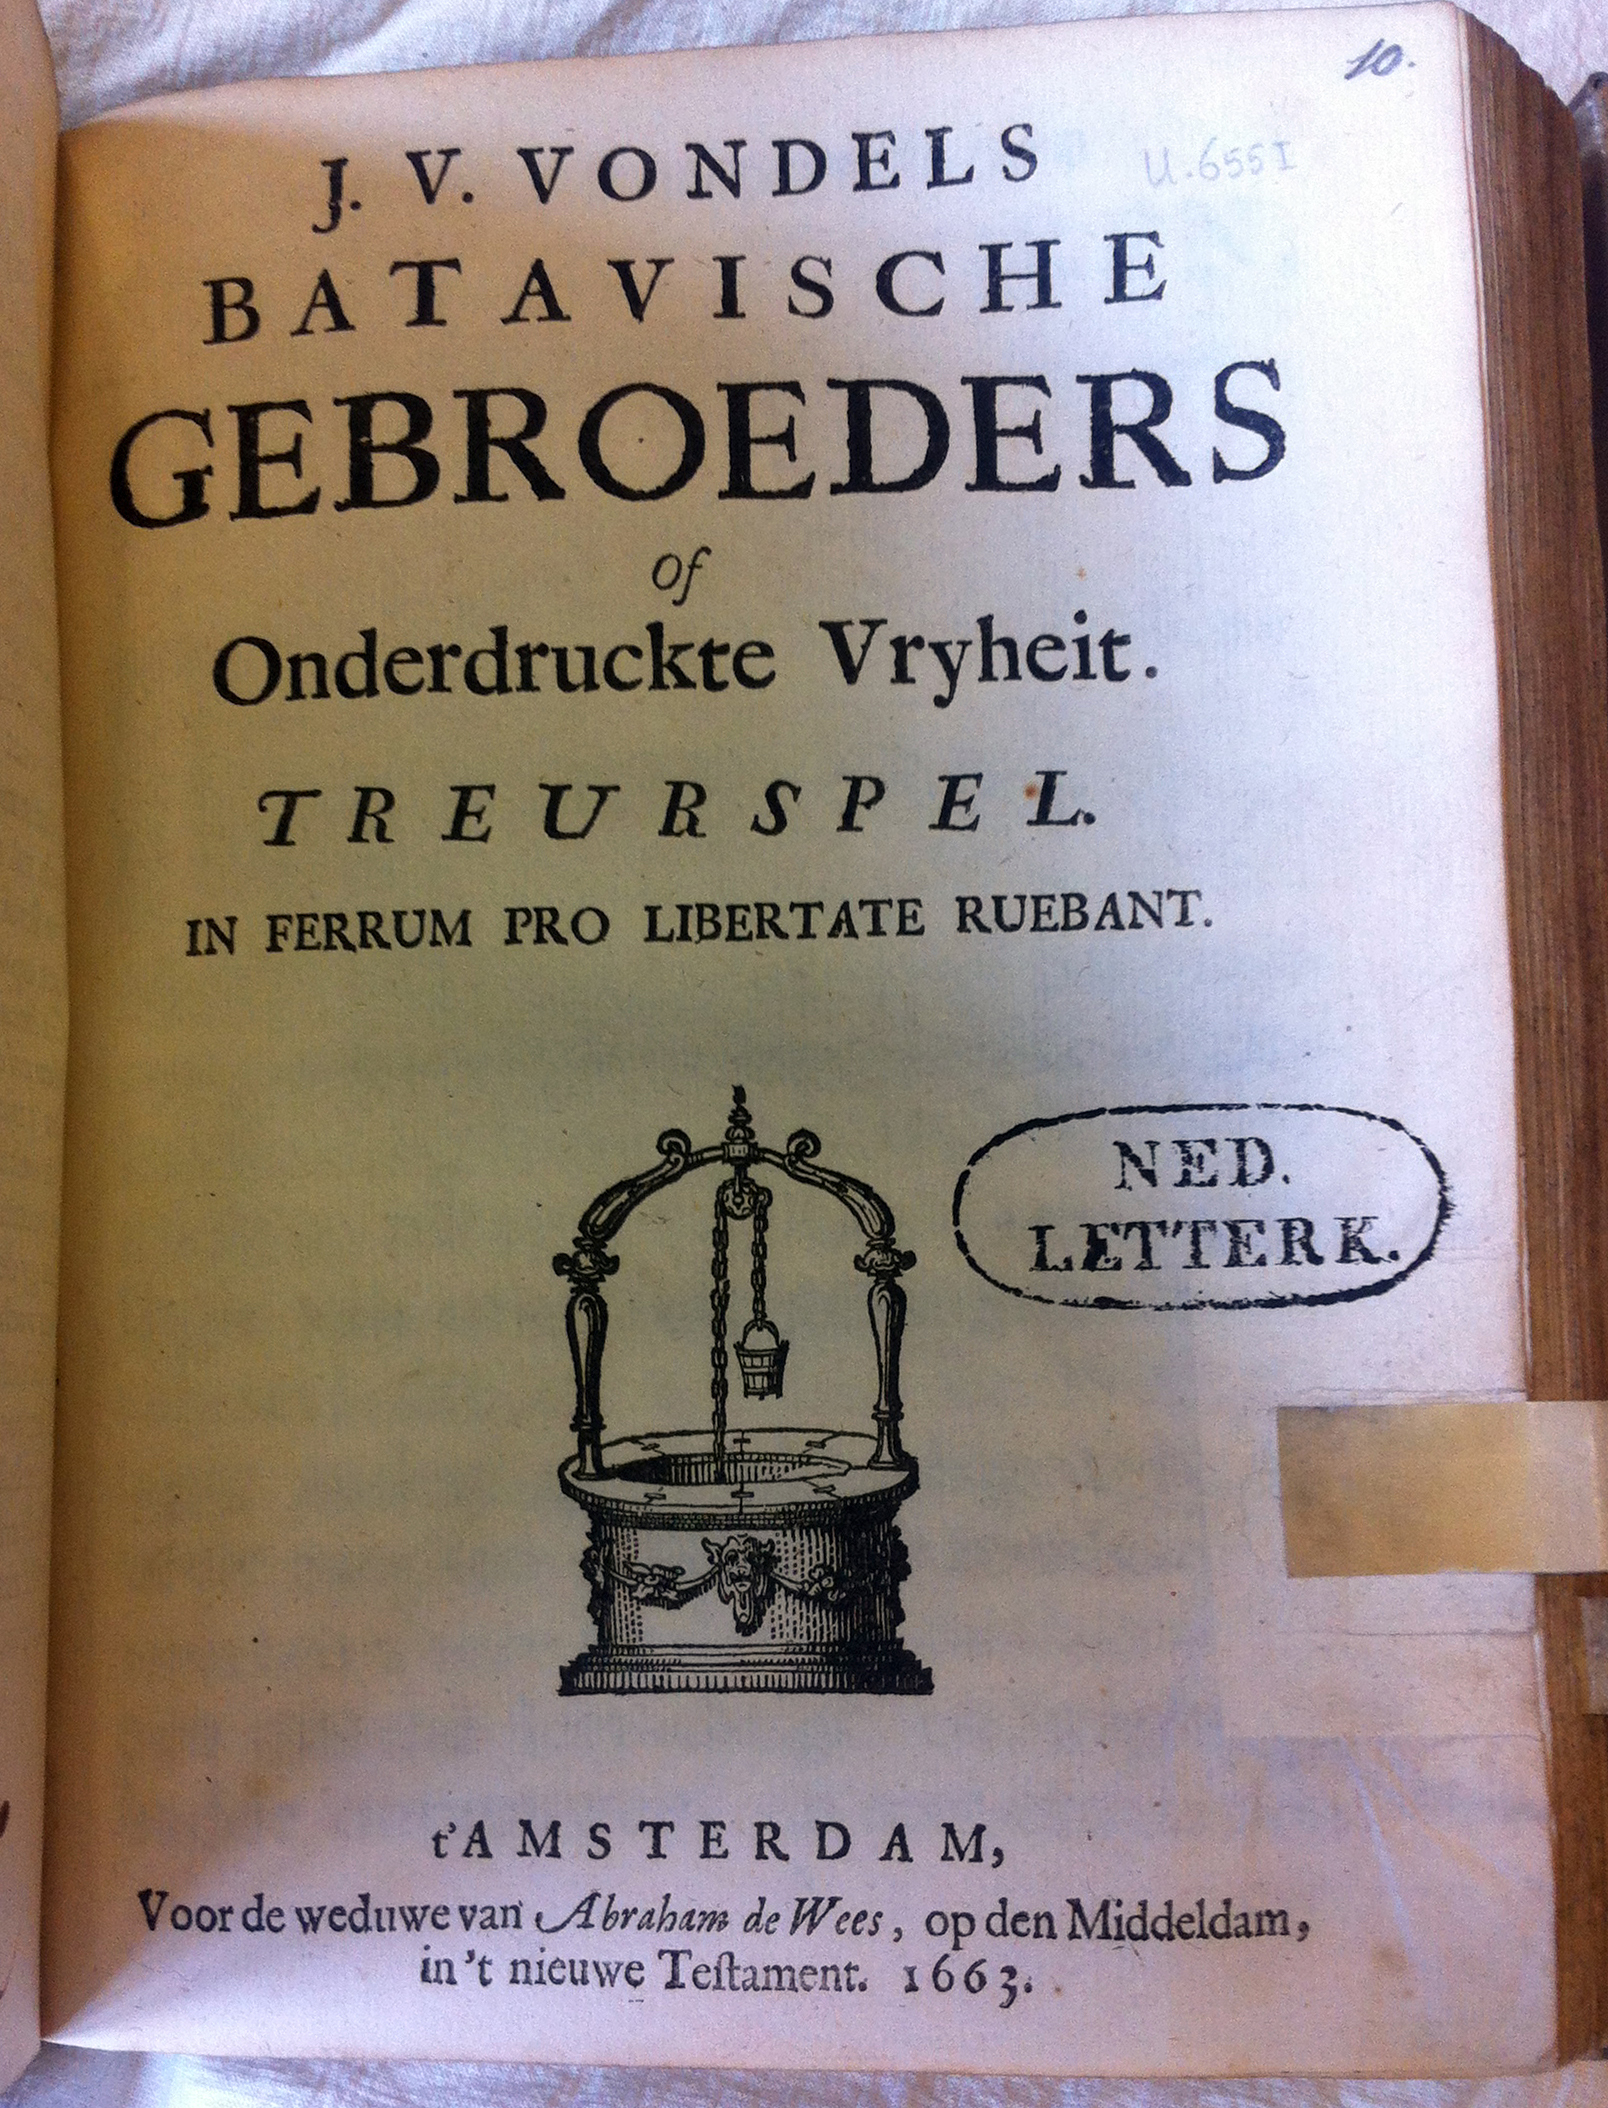 10.
U.6551
J. V. VONDELS
BATAVISCHE
GEBROEDERS
of
Onderdruckte Vryheit.
TREURSPEL.
IN FERRUM PRO LIBERTATE RUEBANT.
NED.
LETTERK.
t'AMSTERDAM,
Voor de weduwe van Abraham de Wees, op den Middeldam,
in 't nieuwe Teſtament. 1663.